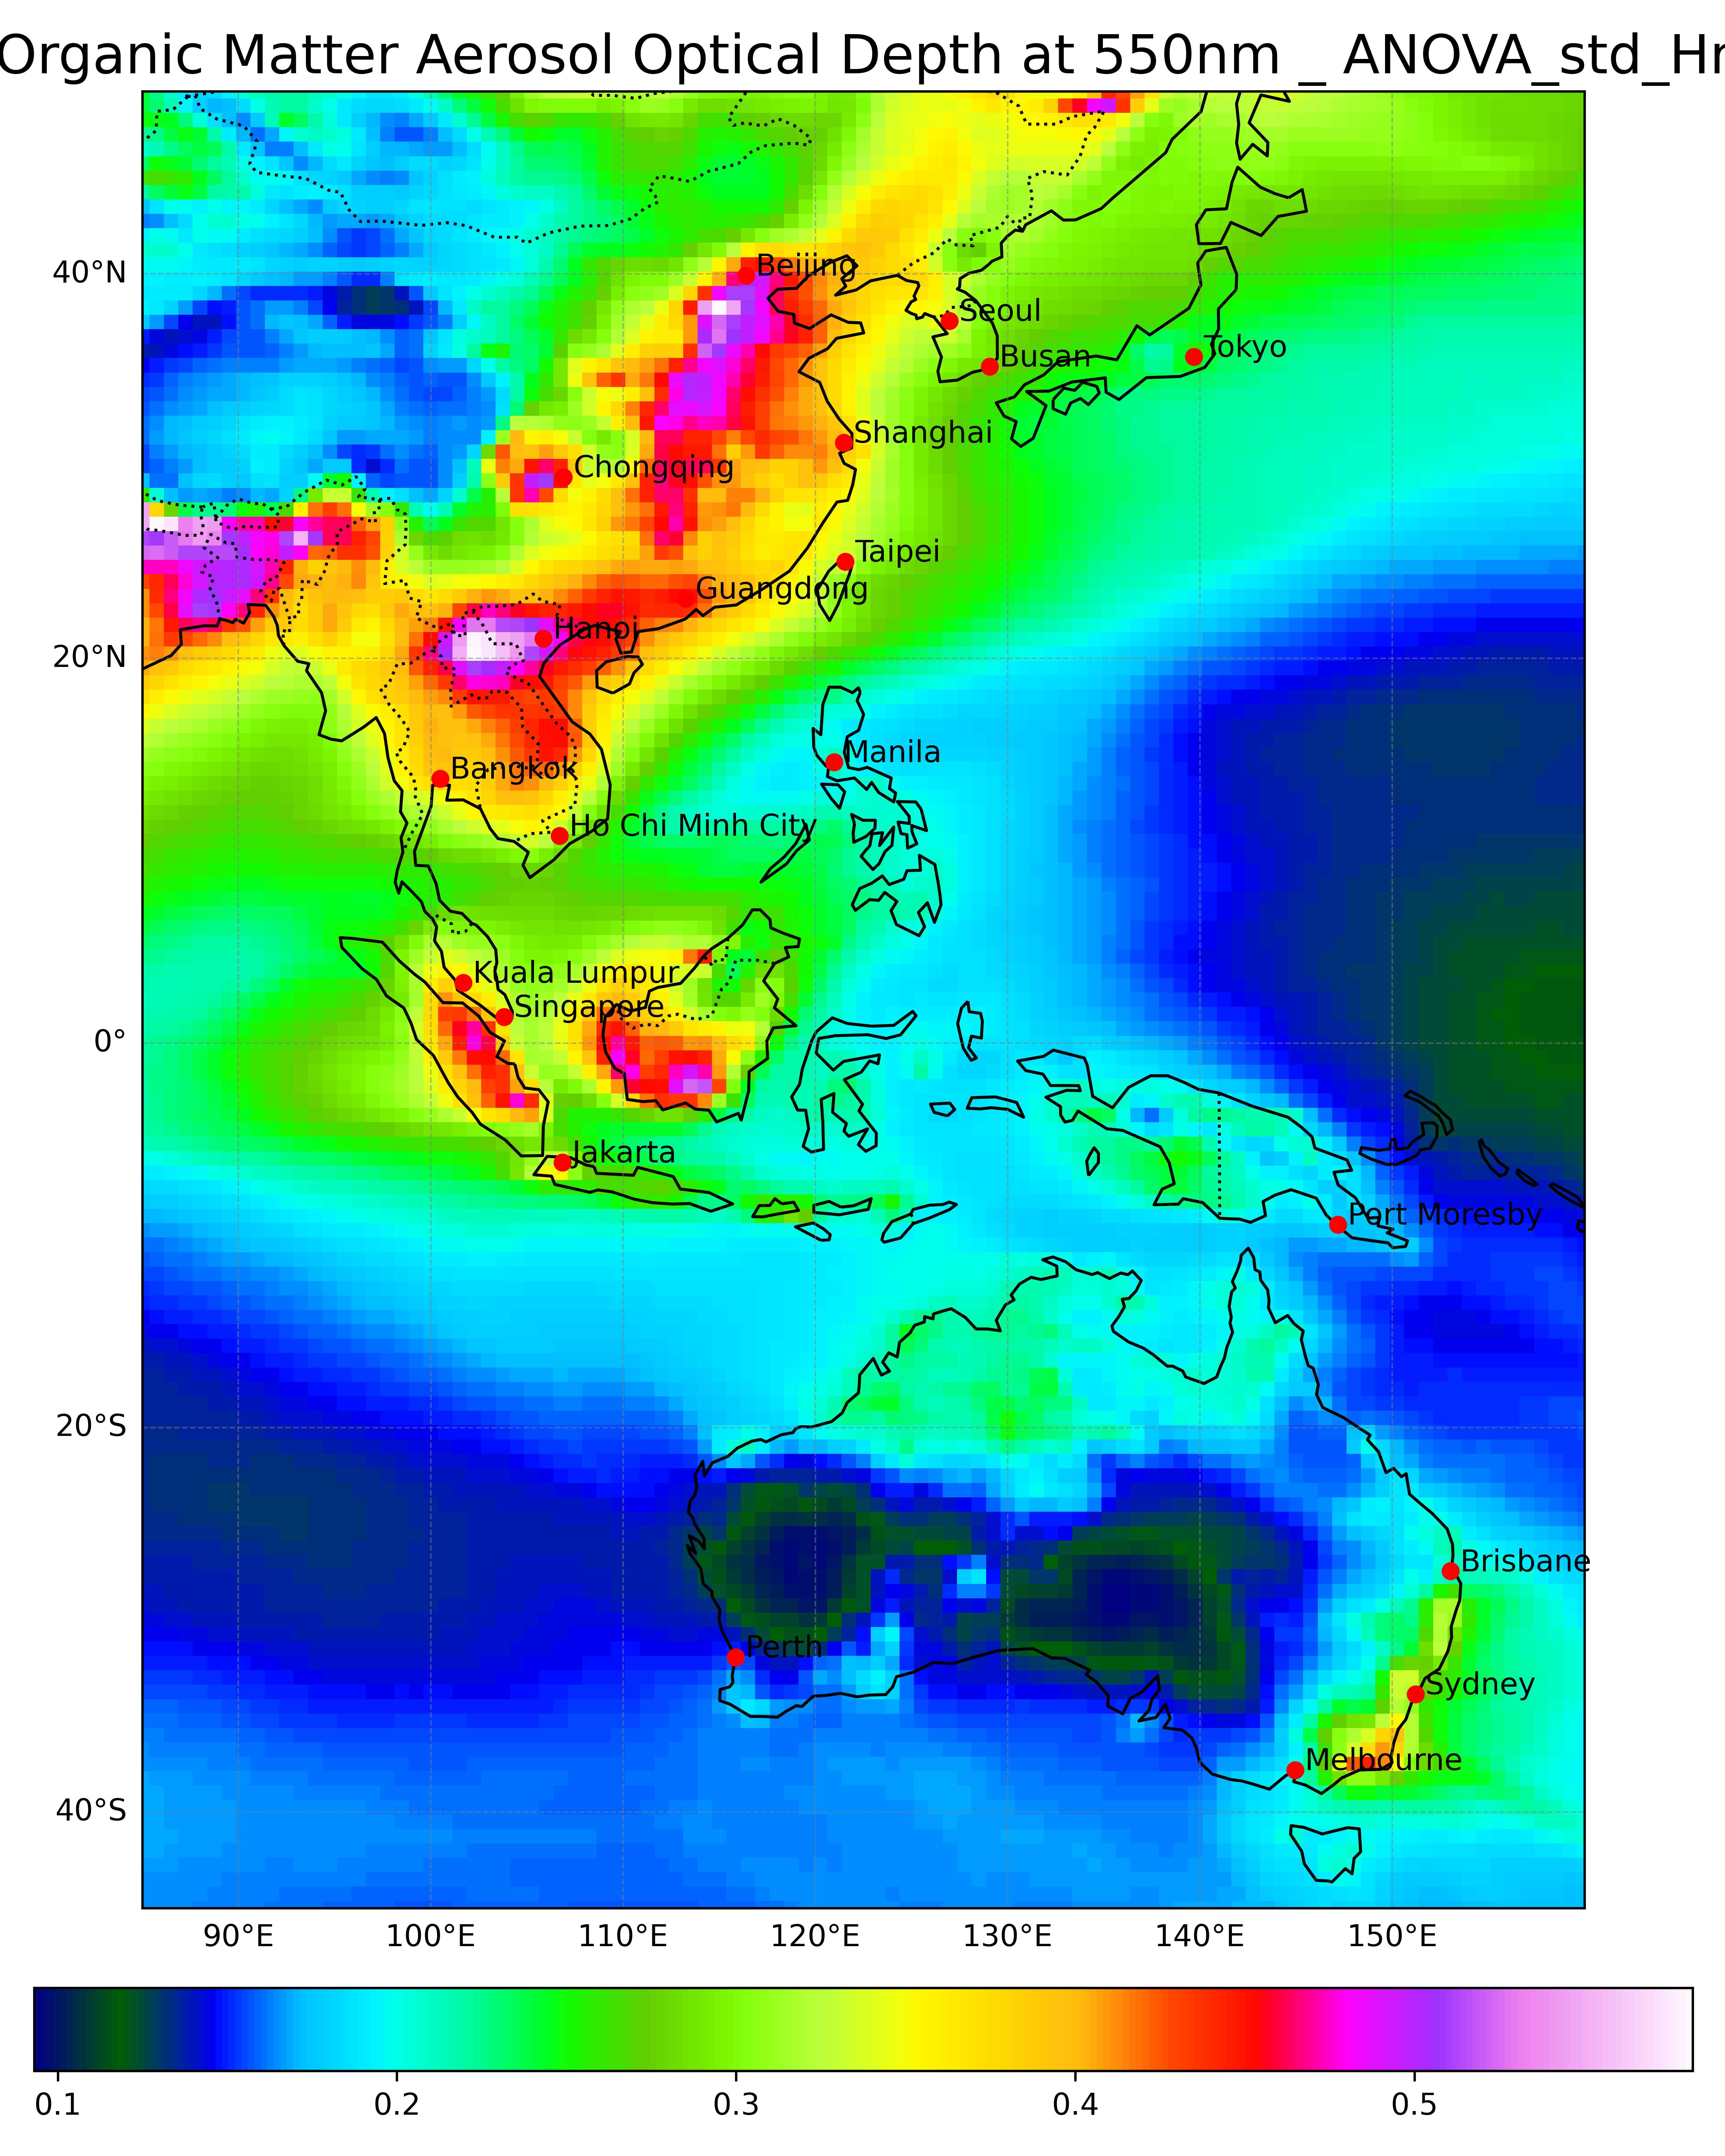 Organic Matter Aerosol Optical Depth at 550nm _ ANOVA_std_Hr
40°N
20°N
0°
20°S
40°S
Beijing
Seoul
Busan
Tokyo
Shanghai
Chongqing
Taipei
Guangdong
Hanoi
Manila
Bangkok
Ho Chi Minh City
Kuala Lumpur
Singapore
Jakarta
Port Moresby
Brisbane
Perth
Sydney
Melbourne
90°E 100°E 110°E 120°E 130°E 140°E 150°E
0.1 0.2 0.3 0.4 0.5